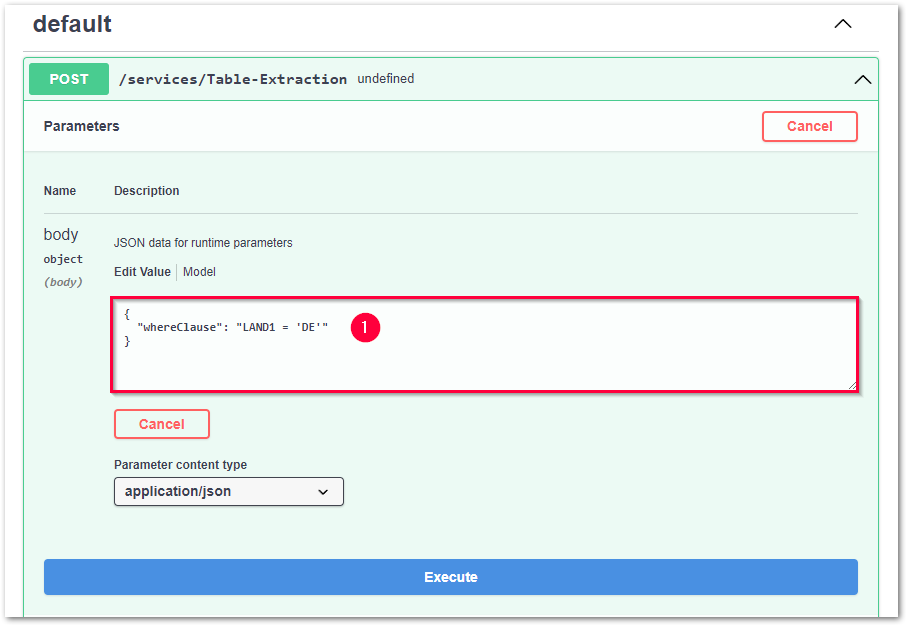 default
POST /services/Table-Extraction undefined
Parameters
Cancel
Name Description
body
object
(body)
JSON data for runtime parameters
Edit Value Model
{
"whereClause": "LAND1 = 'DE'"
}
1
Cancel
Parameter content type
application/json
Execute